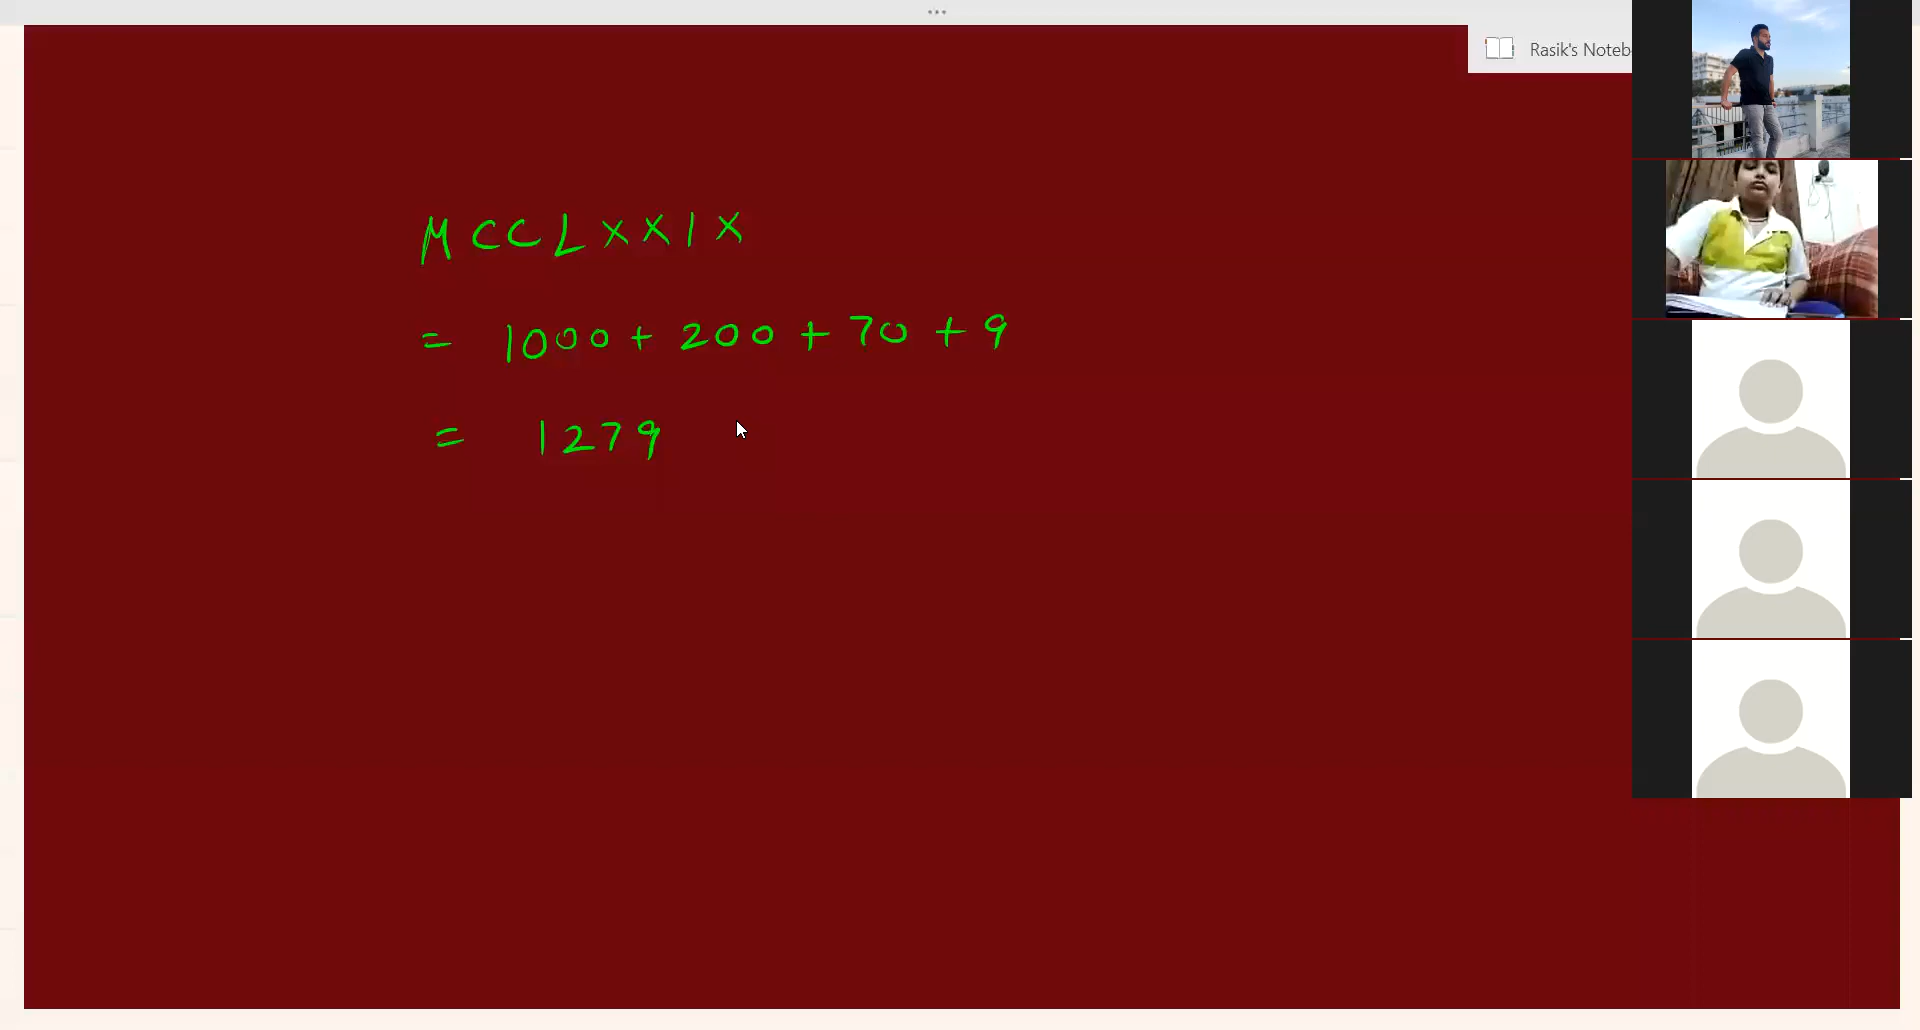 Rasik's Noteb
MCCLXXIX
= 1000 + 200 + 70 + 9
= 1279